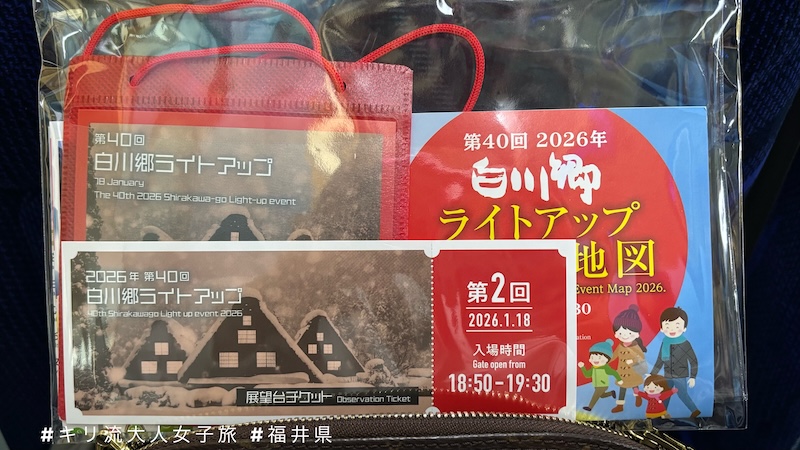 第40回
白川郷ライトアップ
18 January
The 40th 2026 Shirakawa-go Light-up event
第40回 2026年
白川郷
ライトアップ
地図
Event Map 2026.
30
2026年 第40回
白川郷ライトアップ
40th Shirakawago Light up event 2026
展望台チケット Observation Ticket
第2回
2026.1.18
入場時間
Gate open from
18:50-19:30
#キリ流大人女子旅 #福井県